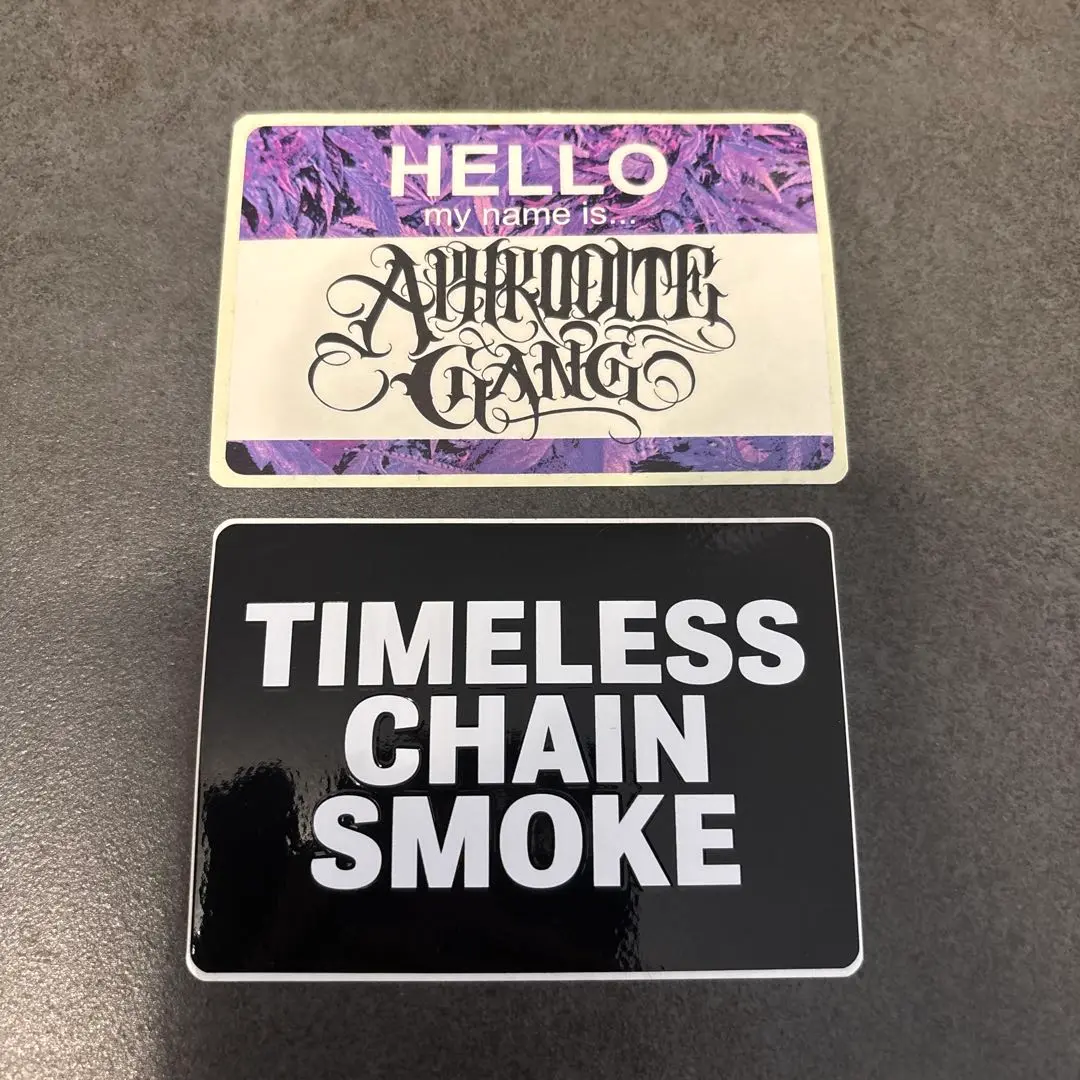 HELLO
my name is...
APHRODITE
GANG
TIMELESS
CHAIN
SMOKE